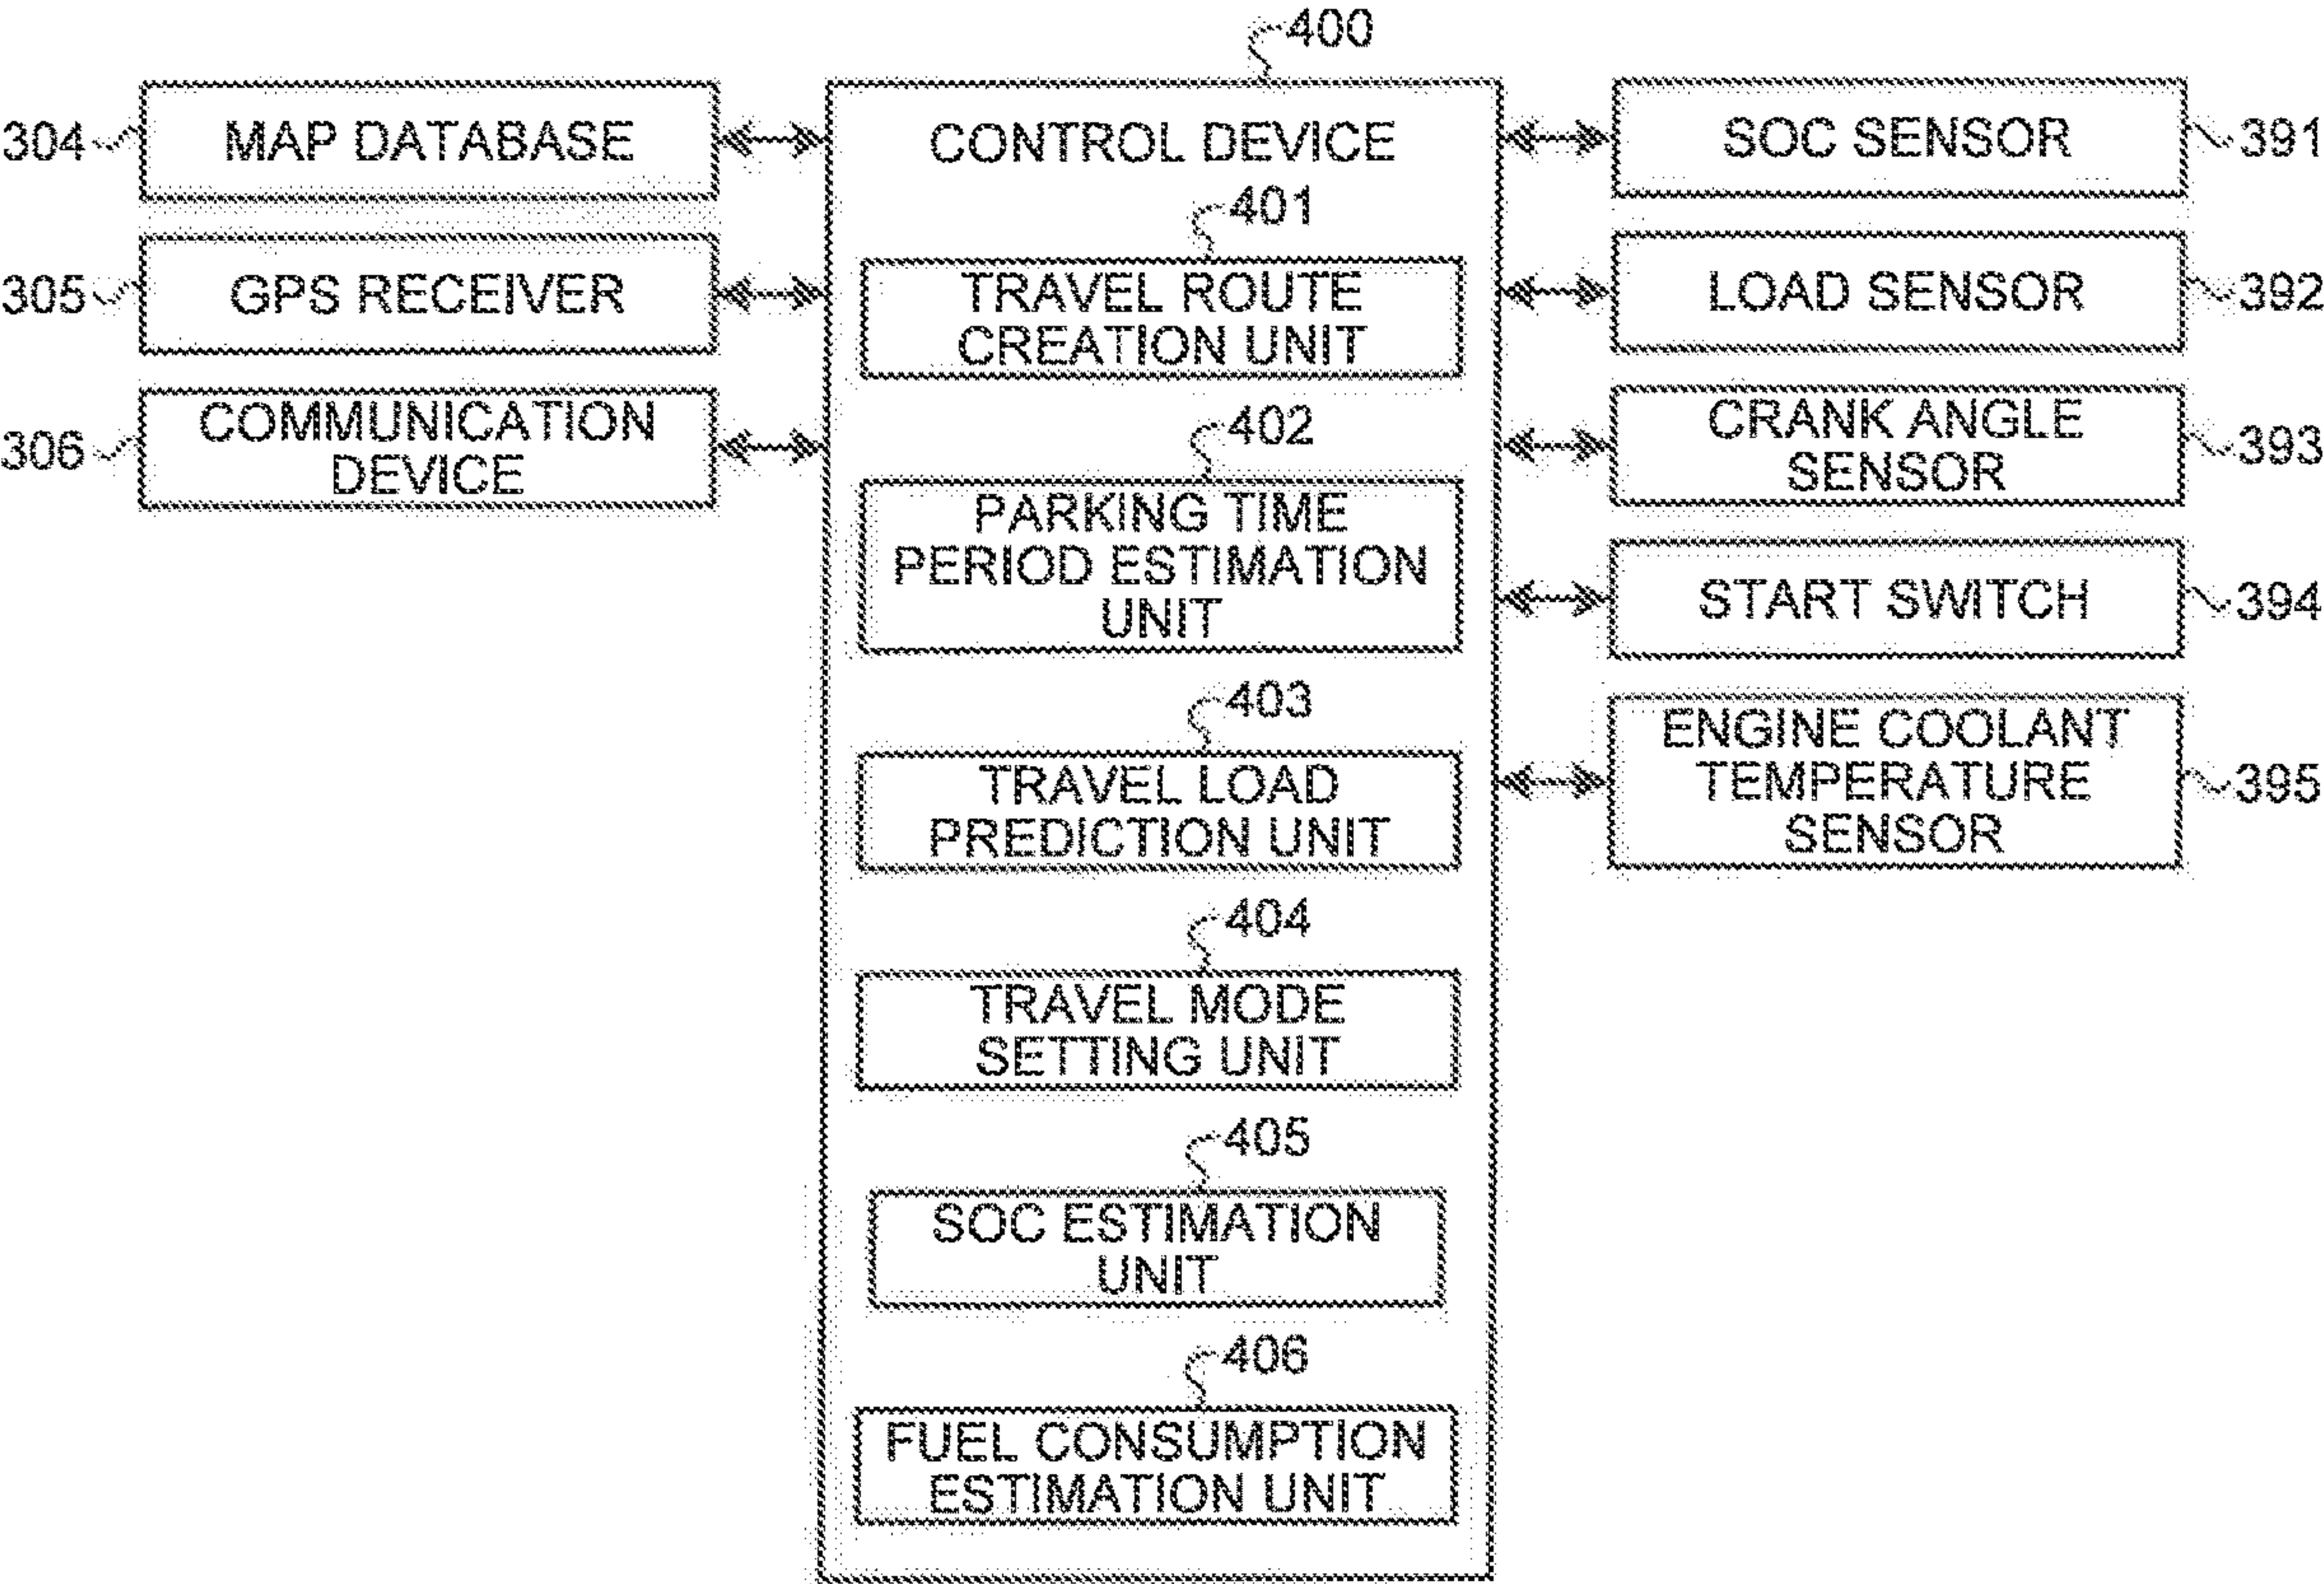 400
304
MAP DATABASE
305
GPS RECEIVER
306
COMMUNICATION
DEVICE
CONTROL DEVICE
401
TRAVEL ROUTE
CREATION UNIT
402
PARKING TIME
PERIOD ESTIMATION
UNIT
403
TRAVEL LOAD
PREDICTION UNIT
404
TRAVEL MODE
SETTING UNIT
405
SOC ESTIMATION
UNIT
406
FUEL CONSUMPTION
ESTIMATION UNIT
SOC SENSOR
391
LOAD SENSOR
392
CRANK ANGLE
SENSOR
393
START SWITCH
394
ENGINE COOLANT
TEMPERATURE
SENSOR
395